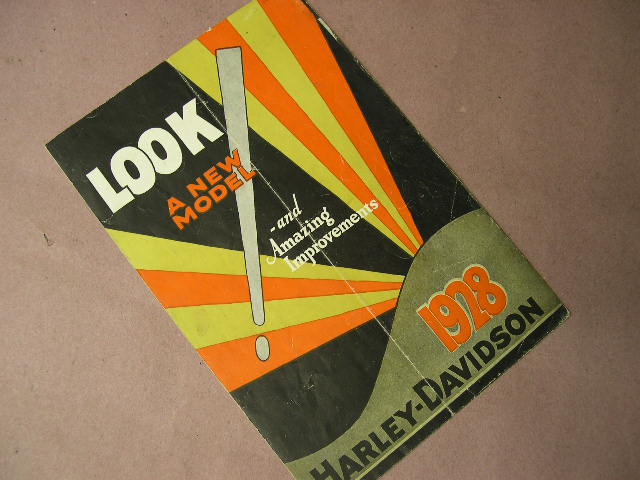 LOOK!
A NEW
MODEL
-and
Amazing
Improvements
1928
HARLEY-DAVIDSON